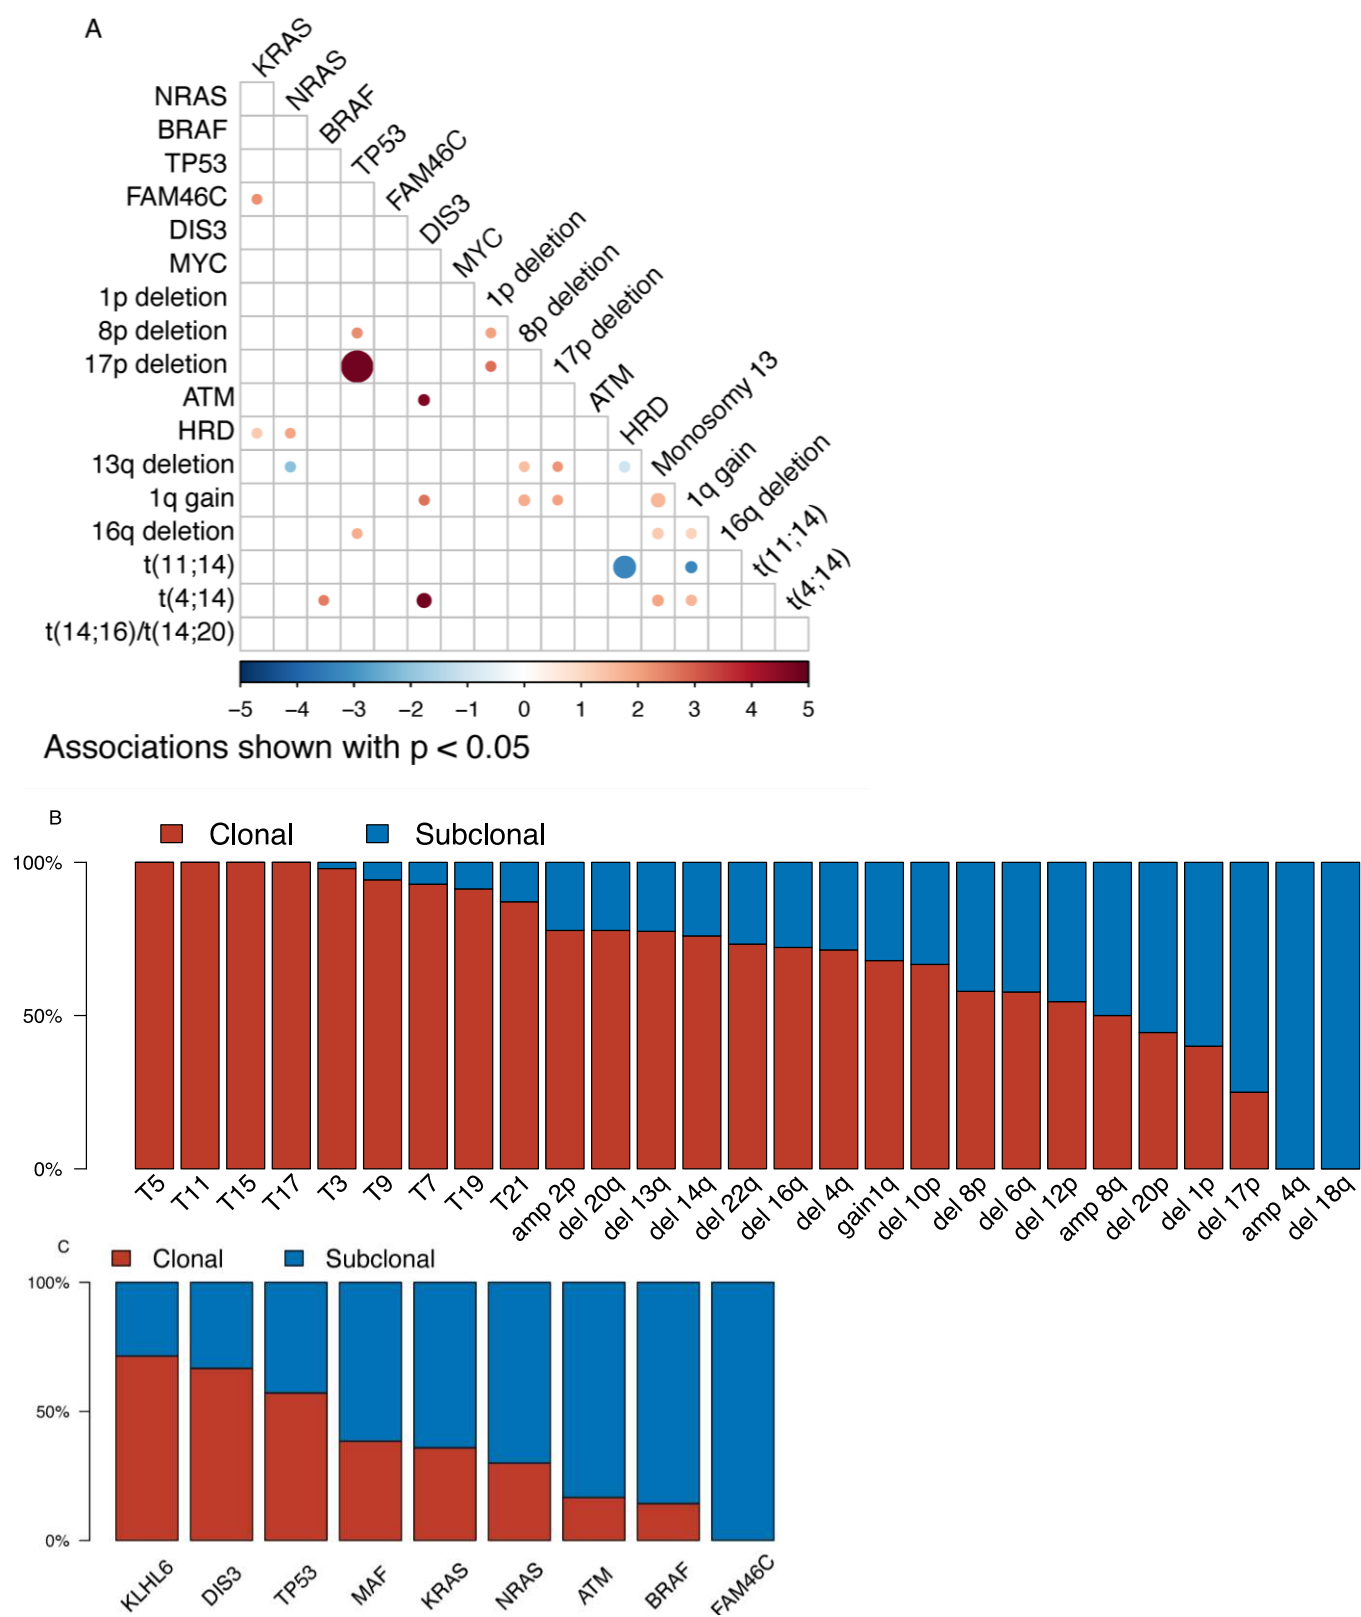 A
KRAS
NRAS
BRAF
TP53
FAM46C
DIS3
MYC
1p deletion
8p deletion
17p deletion
ATM
HRD
Monosomy 13
1q gain
16q deletion
t(11;14)
t(4;14)
NRAS
BRAF
TP53
FAM46C
DIS3
MYC
1p deletion
8p deletion
17p deletion
ATM
HRD
13q deletion
1q gain
16q deletion
t(11;14)
t(4;14)
t(14;16)/t(14;20)
−5 −4 −3 −2 −1 0 1 2 3 4 5
Associations shown with p < 0.05
B
Clonal Subclonal
100%
50%
0%
T5 T11 T15 T17 T3 T9 T7 T19 T21 amp 2p del 20q del 13q del 14q del 22q del 16q del 4q gain1q del 10p del 8p del 6q del 12p amp 8q del 20p del 1p del 17p amp 4q del 18q
C
Clonal Subclonal
100%
50%
0%
KLHL6 DIS3 TP53 MAF KRAS NRAS ATM BRAF FAM46C